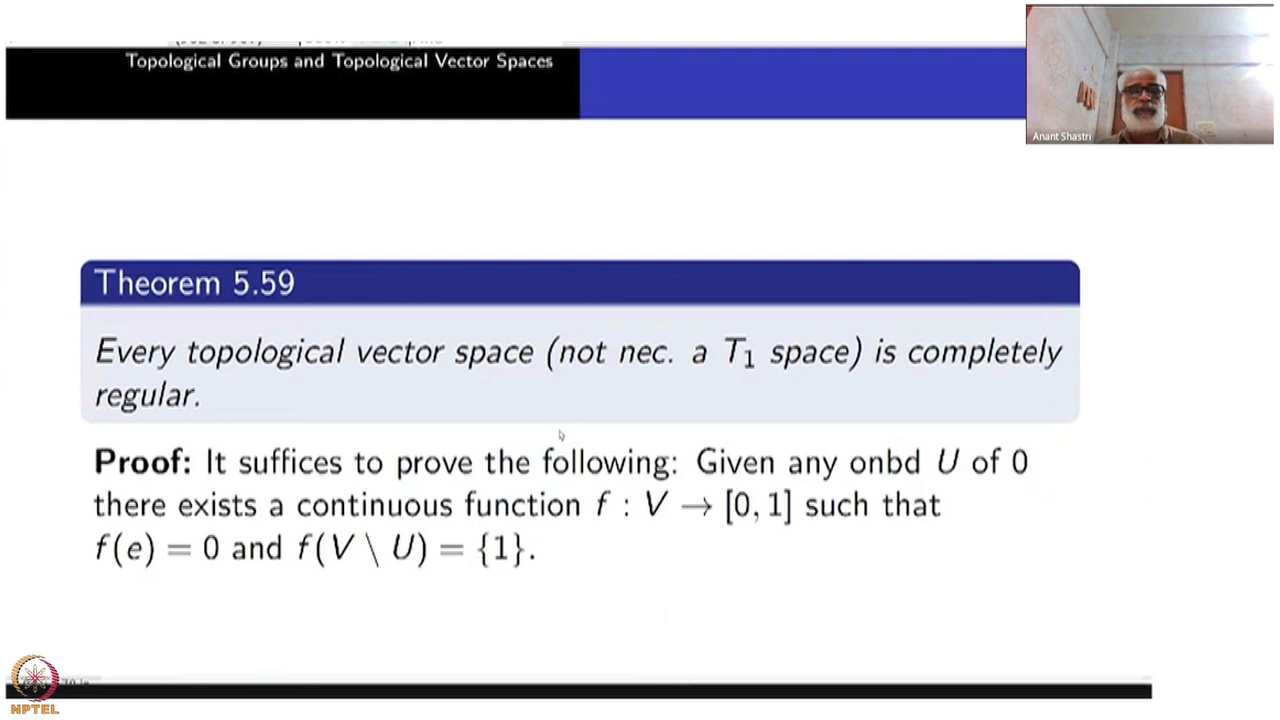 Topological Groups and Topological Vector Spaces
Anant Shastri
Theorem 5.59
Every topological vector space (not nec. a T₁ space) is completely
regular.
Proof: It suffices to prove the following: Given any onbd U of 0
there exists a continuous function f : V → [0, 1] such that
f(e) = 0 and f(V \ U) = {1}.
NPTEL